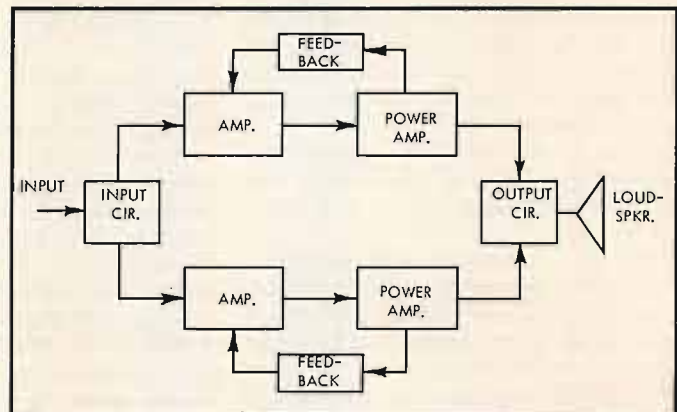 FEED-
BACK
AMP.
POWER
AMP.
INPUT
INPUT
CIR.
OUTPUT
CIR.
LOUD-
SPKR.
AMP.
POWER
AMP.
FEED-
BACK